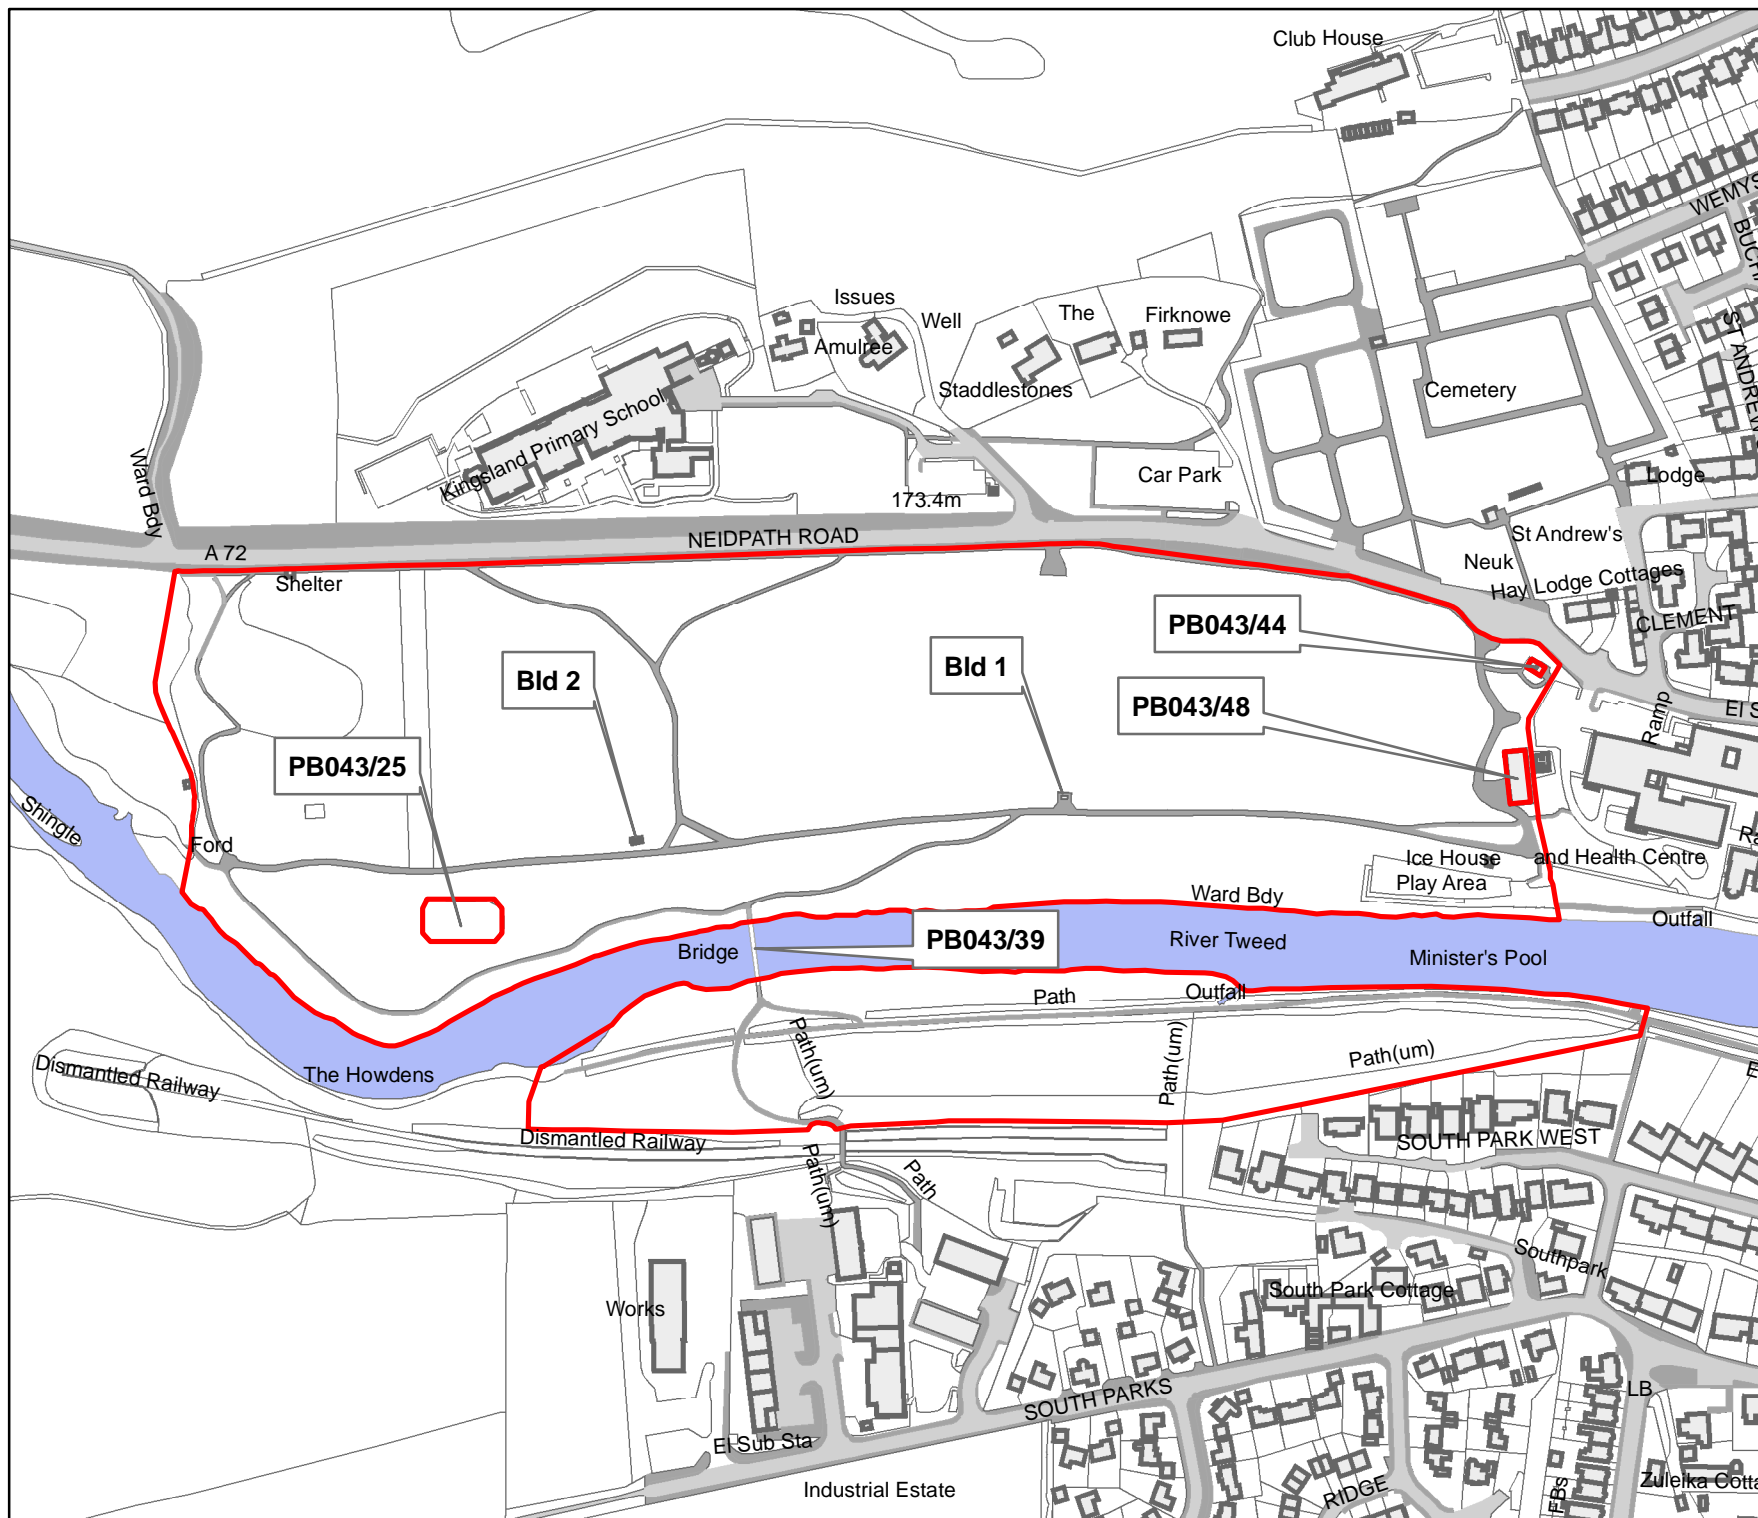 Club House
WEMYS
BUCH
ST ANDREW
Issues
Well
The
Firknowe
Amulree
Staddlestones
Cemetery
Kingsland Primary School
Ward Bdy
Car Park
Lodge
173.4m
A 72
NEIDPATH ROAD
St Andrew's
Neuk
Hay Lodge Cottages
Shelter
CLEMENT
PB043/44
Bld 2
Bld 1
PB043/48
El S
Ramp
PB043/25
Shingle
Ford
Ice House
and Health Centre
Ra
Play Area
Ward Bdy
Outfall
Bridge
PB043/39
River Tweed
Minister's Pool
Path
Outfall
Path(um)
Path(um)
Path(um)
E
Dismantled Railway
The Howdens
Dismantled Railway
SOUTH PARK WEST
Path(um)
Path
Southpark
Works
South Park Cottage
SOUTH PARKS
LB
El Sub Sta
Industrial Estate
RIDGE
FBs
Zuleika Cotta